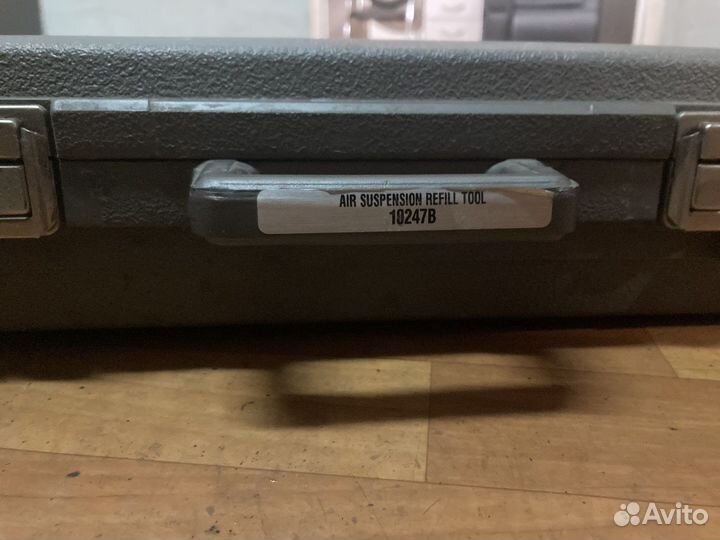 AIR SUSPENSION REFILL TOOL
10247B
Avito